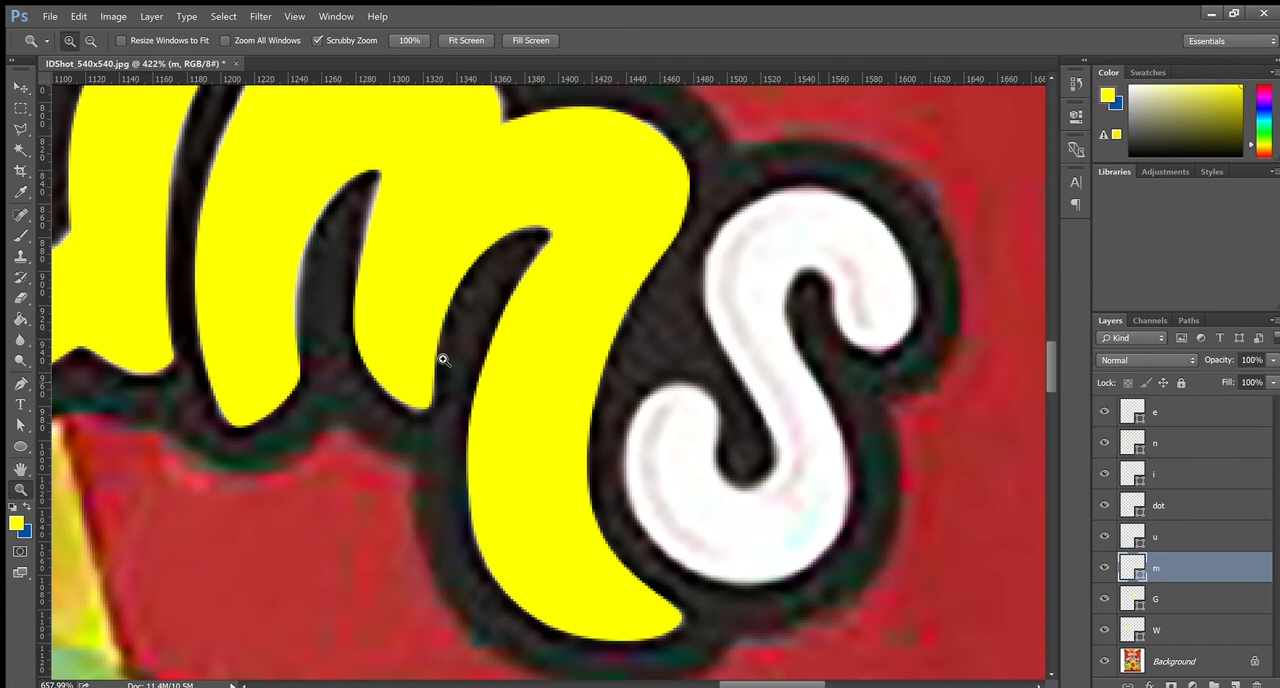 Ps File Edit Image Layer Type Select Filter View Window Help
Resize Windows to Fit Zoom All Windows Scrubby Zoom 100% Fit Screen Fill Screen Essentials
IDShot_540x540.jpg @ 422% (m, RGB/8#) * ×
1100 1120 1140 1160 1180 1200 1220 1240 1260 1280 1300 1320 1340 1360 1380 1400 1420 1440 1460 1480 1500 1520 1540 1560 1580 1600 1620 1640 1660
Color Swatches
Libraries Adjustments Styles
ms
Layers Channels Paths
Kind
Normal Opacity: 100%
Lock: Fill: 100%
e
n
i
dot
u
m
G
W
Background
657.99% Doc: 11.4M/10.5M